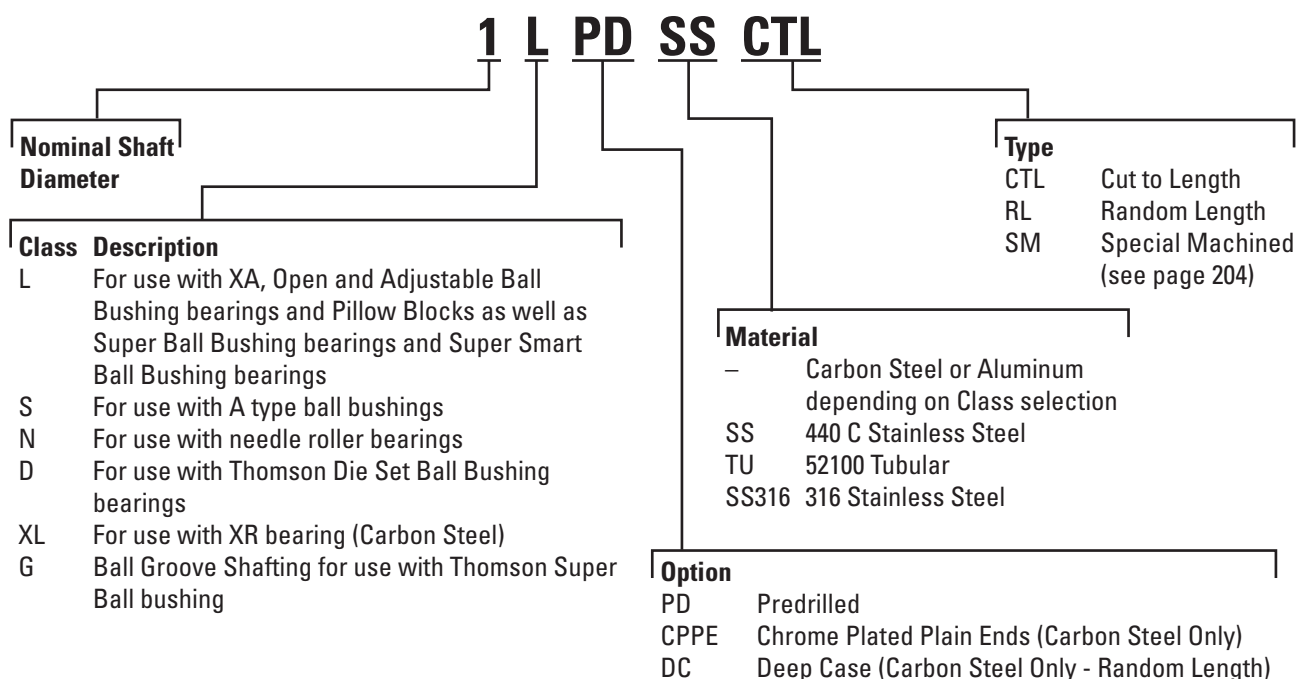 1 L PD SS CTL
Nominal Shaft
Diameter
Class Description
L For use with XA, Open and Adjustable Ball
Bushing bearings and Pillow Blocks as well as
Super Ball Bushing bearings and Super Smart
Ball Bushing bearings
S For use with A type ball bushings
N For use with needle roller bearings
D For use with Thomson Die Set Ball Bushing
bearings
XL For use with XR bearing (Carbon Steel)
G Ball Groove Shafting for use with Thomson Super
Ball bushing
Type
CTL Cut to Length
RL Random Length
SM Special Machined
(see page 204)
Material
– Carbon Steel or Aluminum
depending on Class selection
SS 440 C Stainless Steel
TU 52100 Tubular
SS316 316 Stainless Steel
Option
PD Predrilled
CPPE Chrome Plated Plain Ends (Carbon Steel Only)
DC Deep Case (Carbon Steel Only - Random Length)